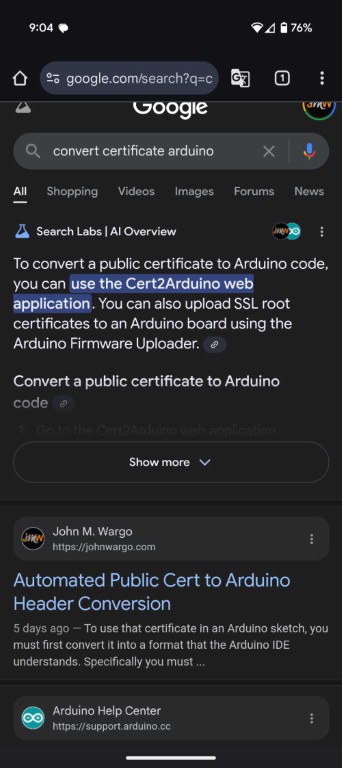 9:04
76%
google.com/search?q=c
1
Google
convert certificate arduino
All Shopping Videos Images Forums News
Search Labs | AI Overview
To convert a public certificate to Arduino code,
you can use the Cert2Arduino web
application. You can also upload SSL root
certificates to an Arduino board using the
Arduino Firmware Uploader.
Convert a public certificate to Arduino
code
1. Go to the Cert2Arduino web application
Show more
John M. Wargo
https://johnwargo.com
Automated Public Cert to Arduino
Header Conversion
5 days ago — To use that certificate in an Arduino sketch, you
must first convert it into a format that the Arduino IDE
understands. Specifically you must ...
Arduino Help Center
https://support.arduino.cc